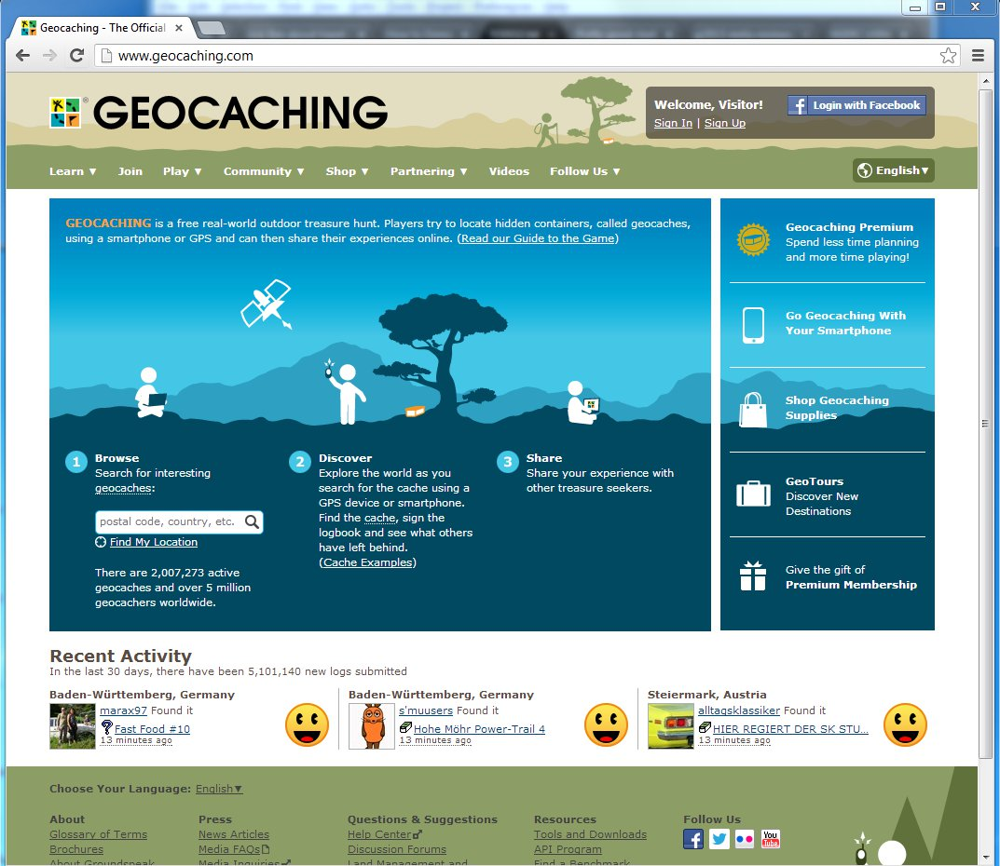 Geocaching - The Official
www.geocaching.com
GEOCACHING
Welcome, Visitor!
Login with Facebook
Sign In | Sign Up
Learn ▼ Join Play ▼ Community ▼ Shop ▼ Partnering ▼ Videos Follow Us ▼
English▼
GEOCACHING is a free real-world outdoor treasure hunt. Players try to locate hidden containers, called geocaches,
using a smartphone or GPS and can then share their experiences online. (Read our Guide to the Game)
1 Browse
Search for interesting
geocaches:
postal code, country, etc.
Find My Location
There are 2,007,273 active
geocaches and over 5 million
geocachers worldwide.
2 Discover
Explore the world as you
search for the cache using a
GPS device or smartphone.
Find the cache, sign the
logbook and see what others
have left behind.
(Cache Examples)
3 Share
Share your experience with
other treasure seekers.
Geocaching Premium
Spend less time planning
and more time playing!
Go Geocaching With
Your Smartphone
Shop Geocaching
Supplies
GeoTours
Discover New
Destinations
Give the gift of
Premium Membership
Recent Activity
In the last 30 days, there have been 5,101,140 new logs submitted
Baden-Württemberg, Germany
marax97 Found it
Fast Food #10
13 minutes ago
Baden-Württemberg, Germany
s'muusers Found it
Hohe Möhr Power-Trail 4
13 minutes ago
Steiermark, Austria
alltagsklassiker Found it
HIER REGIERT DER SK STU...
13 minutes ago
Choose Your Language: English▼
About
Glossary of Terms
Brochures
About Groundspeak
Press
News Articles
Media FAQs
Media Inquiries
Questions & Suggestions
Help Center
Discussion Forums
Land Management and
Resources
Tools and Downloads
API Program
Find a Benchmark
Follow Us
You
Tube